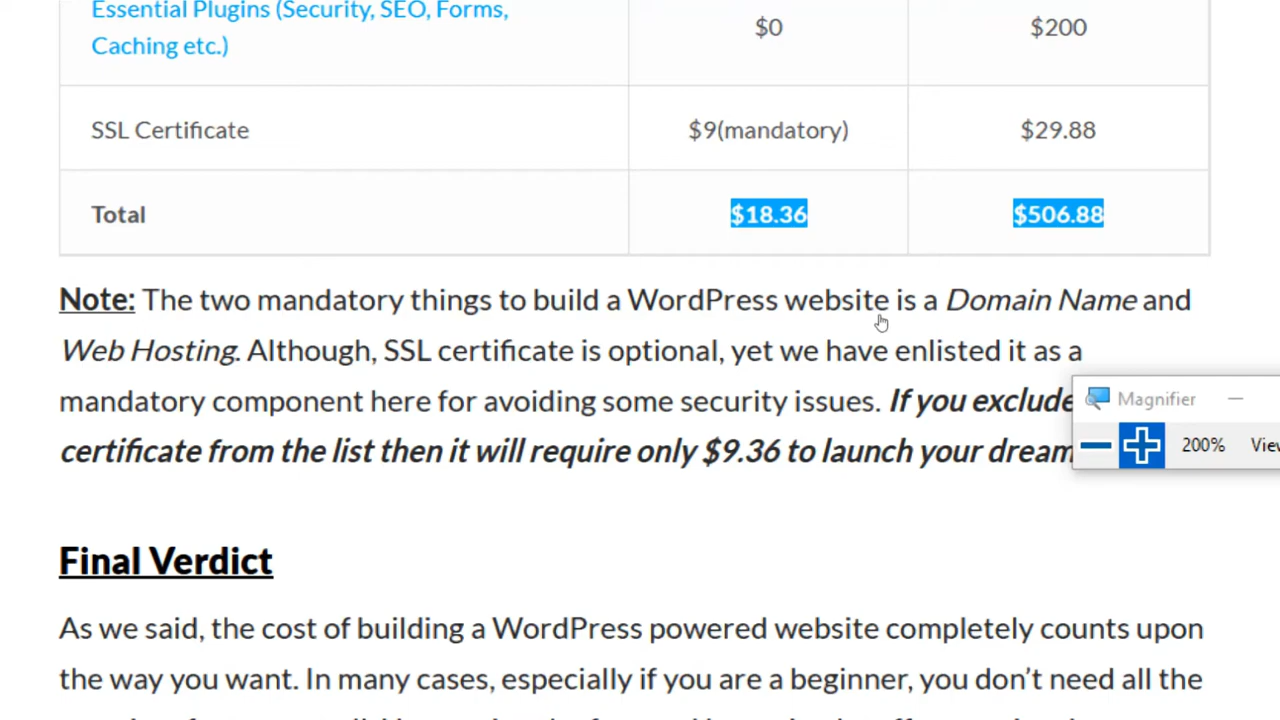 Essential Plugins (Security, SEO, Forms,
Caching etc.)
$0
$200
SSL Certificate
$9(mandatory)
$29.88
Total
$18.36
$506.88
Note: The two mandatory things to build a WordPress website is a Domain Name and
Web Hosting. Although, SSL certificate is optional, yet we have enlisted it as a
mandatory component here for avoiding some security issues. If you exclude
certificate from the list then it will require only $9.36 to launch your dream
Magnifier
200%
Final Verdict
As we said, the cost of building a WordPress powered website completely counts upon
the way you want. In many cases, especially if you are a beginner, you don’t need all the